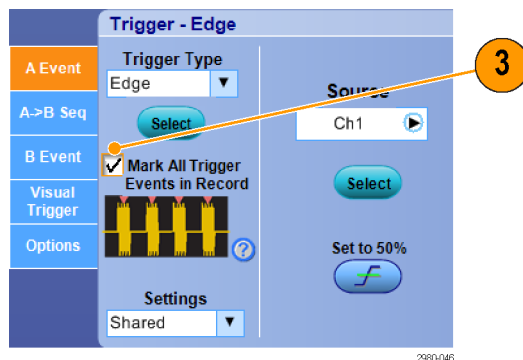 Trigger - Edge
A Event
A->B Seq
B Event
Visual
Trigger
Options
Trigger Type
Edge
Select
Mark All Trigger
Events in Record
?
Settings
Shared
Source
Ch1
Select
Set to 50%
3
2980-046